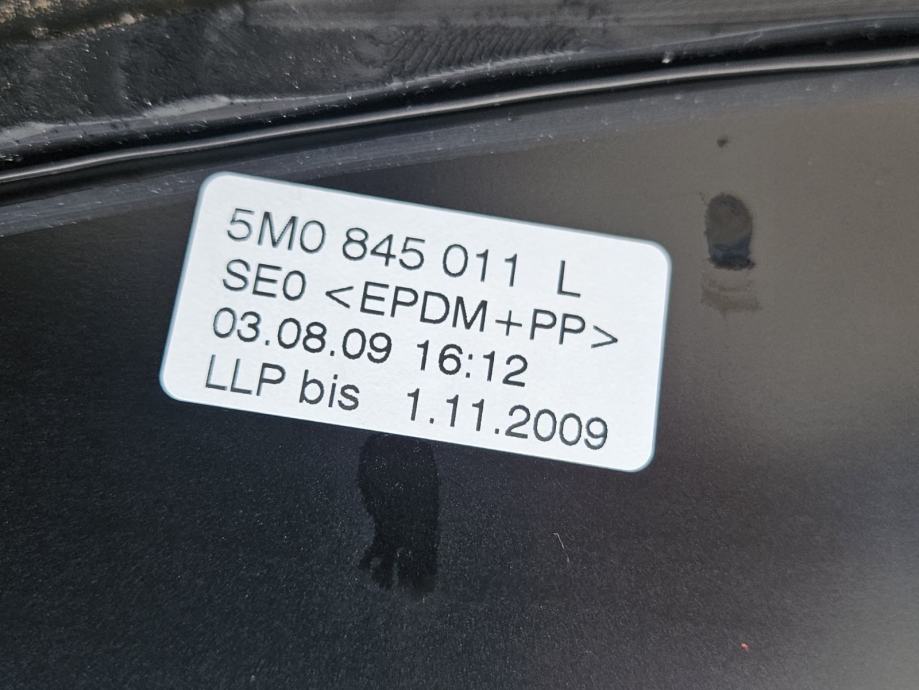 5M0 845 011 L
SE0 <EPDM+PP>
03.08.09 16:12
LLP bis 1.11.2009